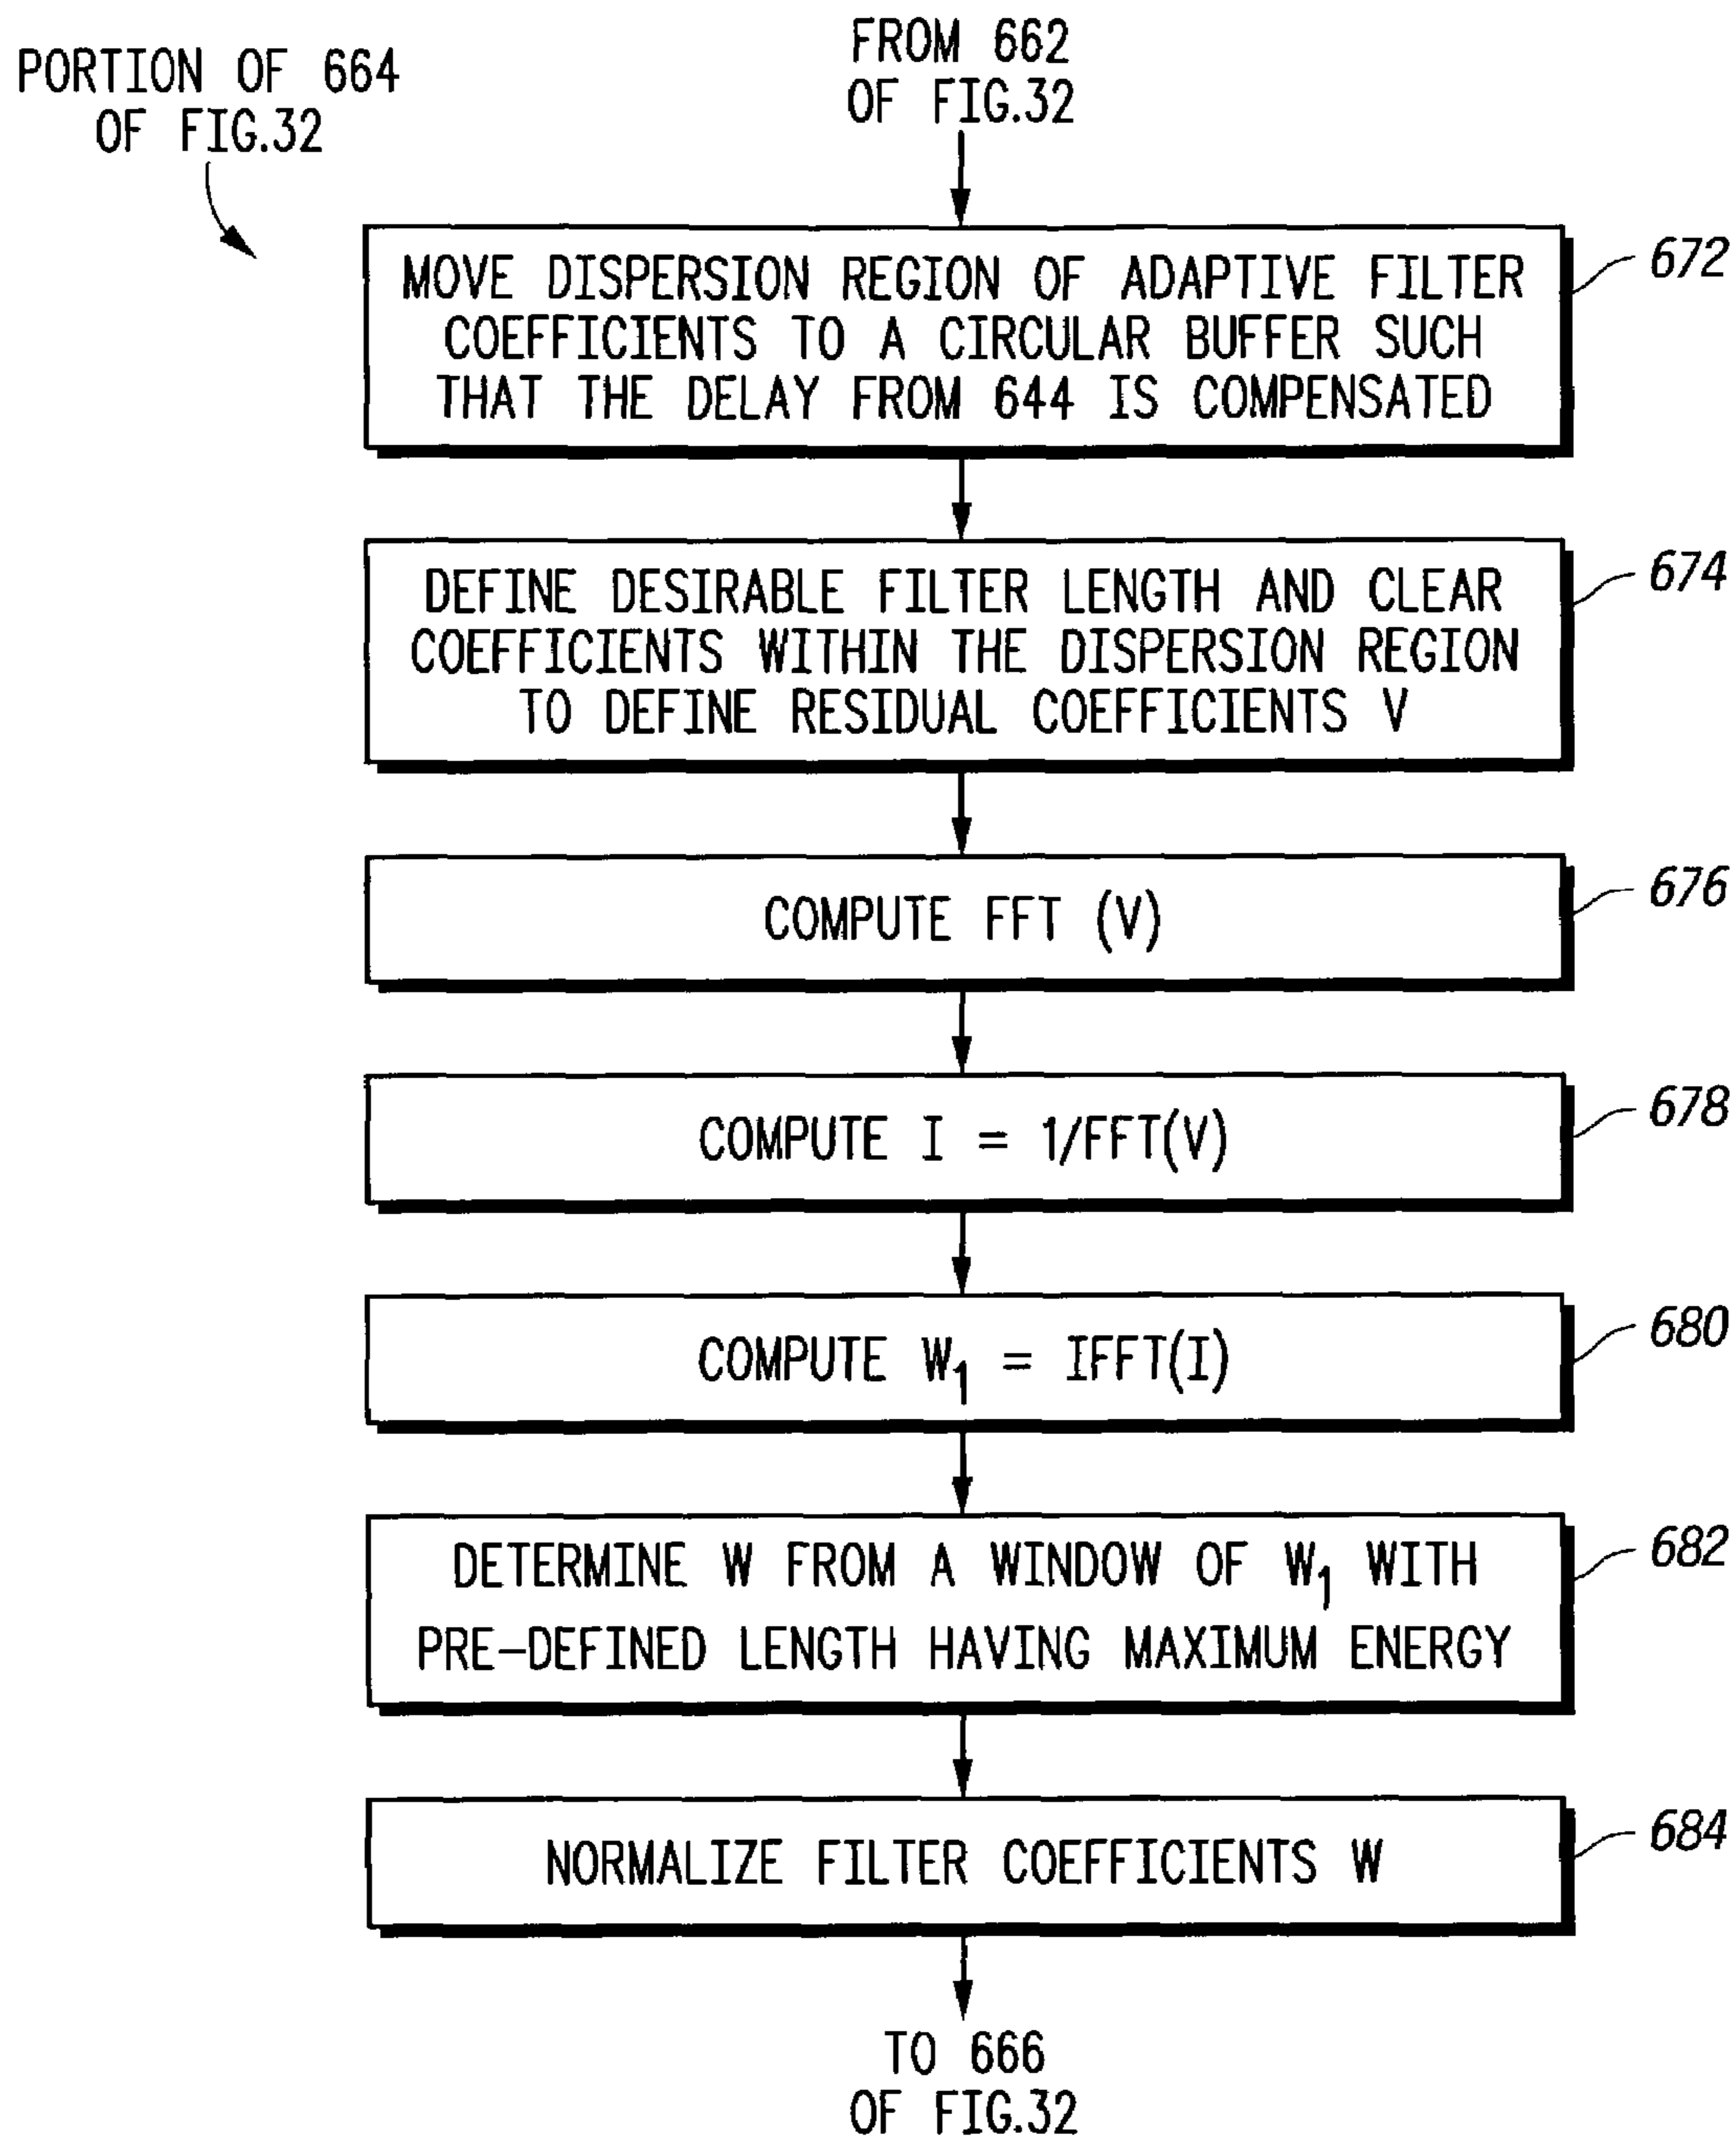 PORTION OF 664
OF FIG.32
FROM 662
OF FIG.32
MOVE DISPERSION REGION OF ADAPTIVE FILTER
COEFFICIENTS TO A CIRCULAR BUFFER SUCH
THAT THE DELAY FROM 644 IS COMPENSATED
672
DEFINE DESIRABLE FILTER LENGTH AND CLEAR
COEFFICIENTS WITHIN THE DISPERSION REGION
TO DEFINE RESIDUAL COEFFICIENTS V
674
COMPUTE FFT (V)
676
COMPUTE I = 1/FFT(V)
678
COMPUTE W₁ = IFFT(I)
680
DETERMINE W FROM A WINDOW OF W₁ WITH
PRE-DEFINED LENGTH HAVING MAXIMUM ENERGY
682
NORMALIZE FILTER COEFFICIENTS W
684
TO 666
OF FIG.32